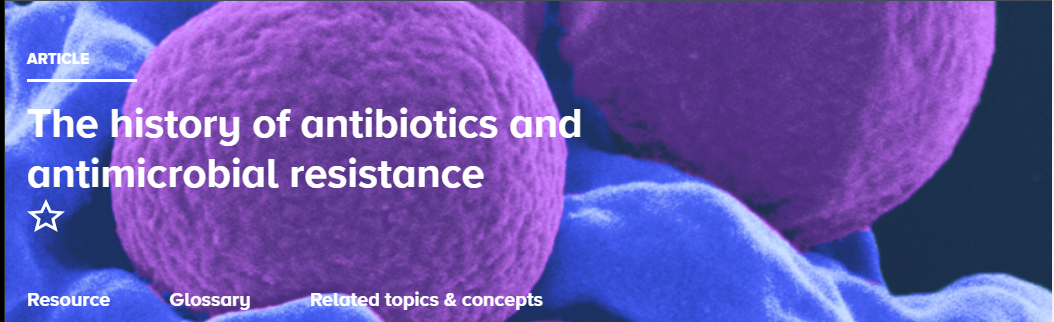 ARTICLE
The history of antibiotics and
antimicrobial resistance
Resource Glossary Related topics & concepts